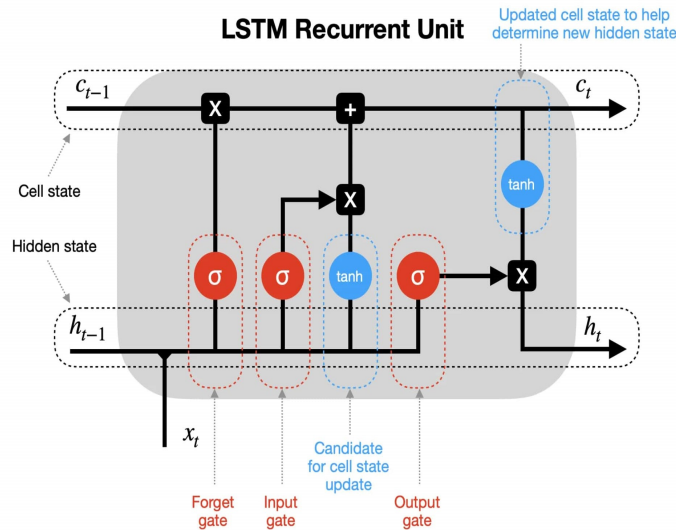 LSTM Recurrent Unit
Updated cell state to help
determine new hidden state
c_{t-1}
X
+
c_t
Cell state
X
tanh
Hidden state
σ
σ
tanh
σ
X
h_{t-1}
h_t
x_t
Forget
gate
Input
gate
Candidate
for cell state
update
Output
gate